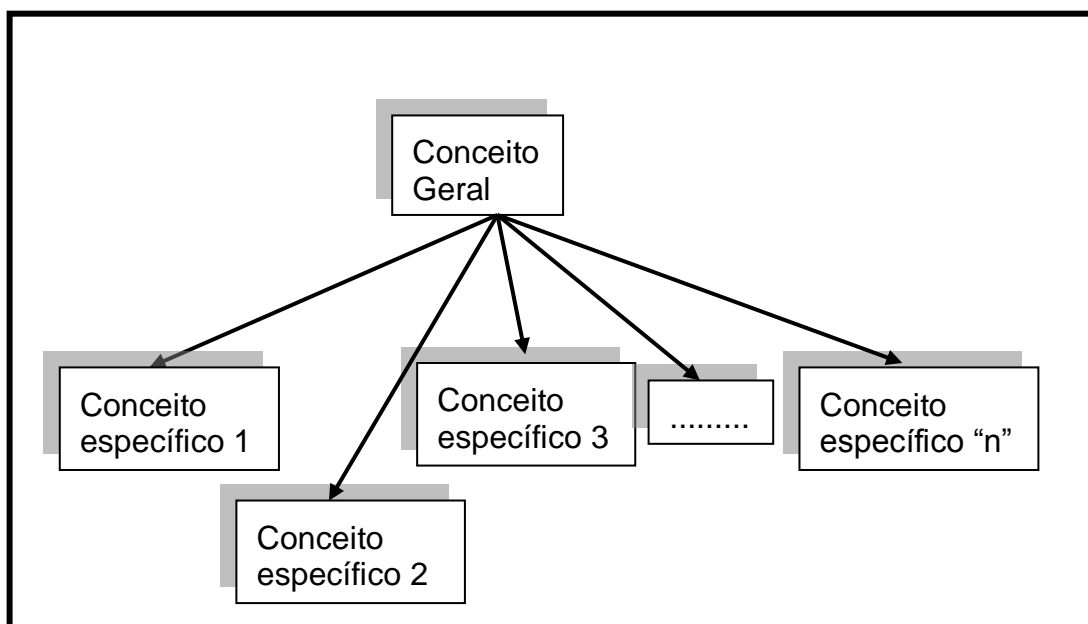 Conceito
Geral
Conceito
específico 1
Conceito
específico 2
Conceito
específico 3
.........
Conceito
específico “n”